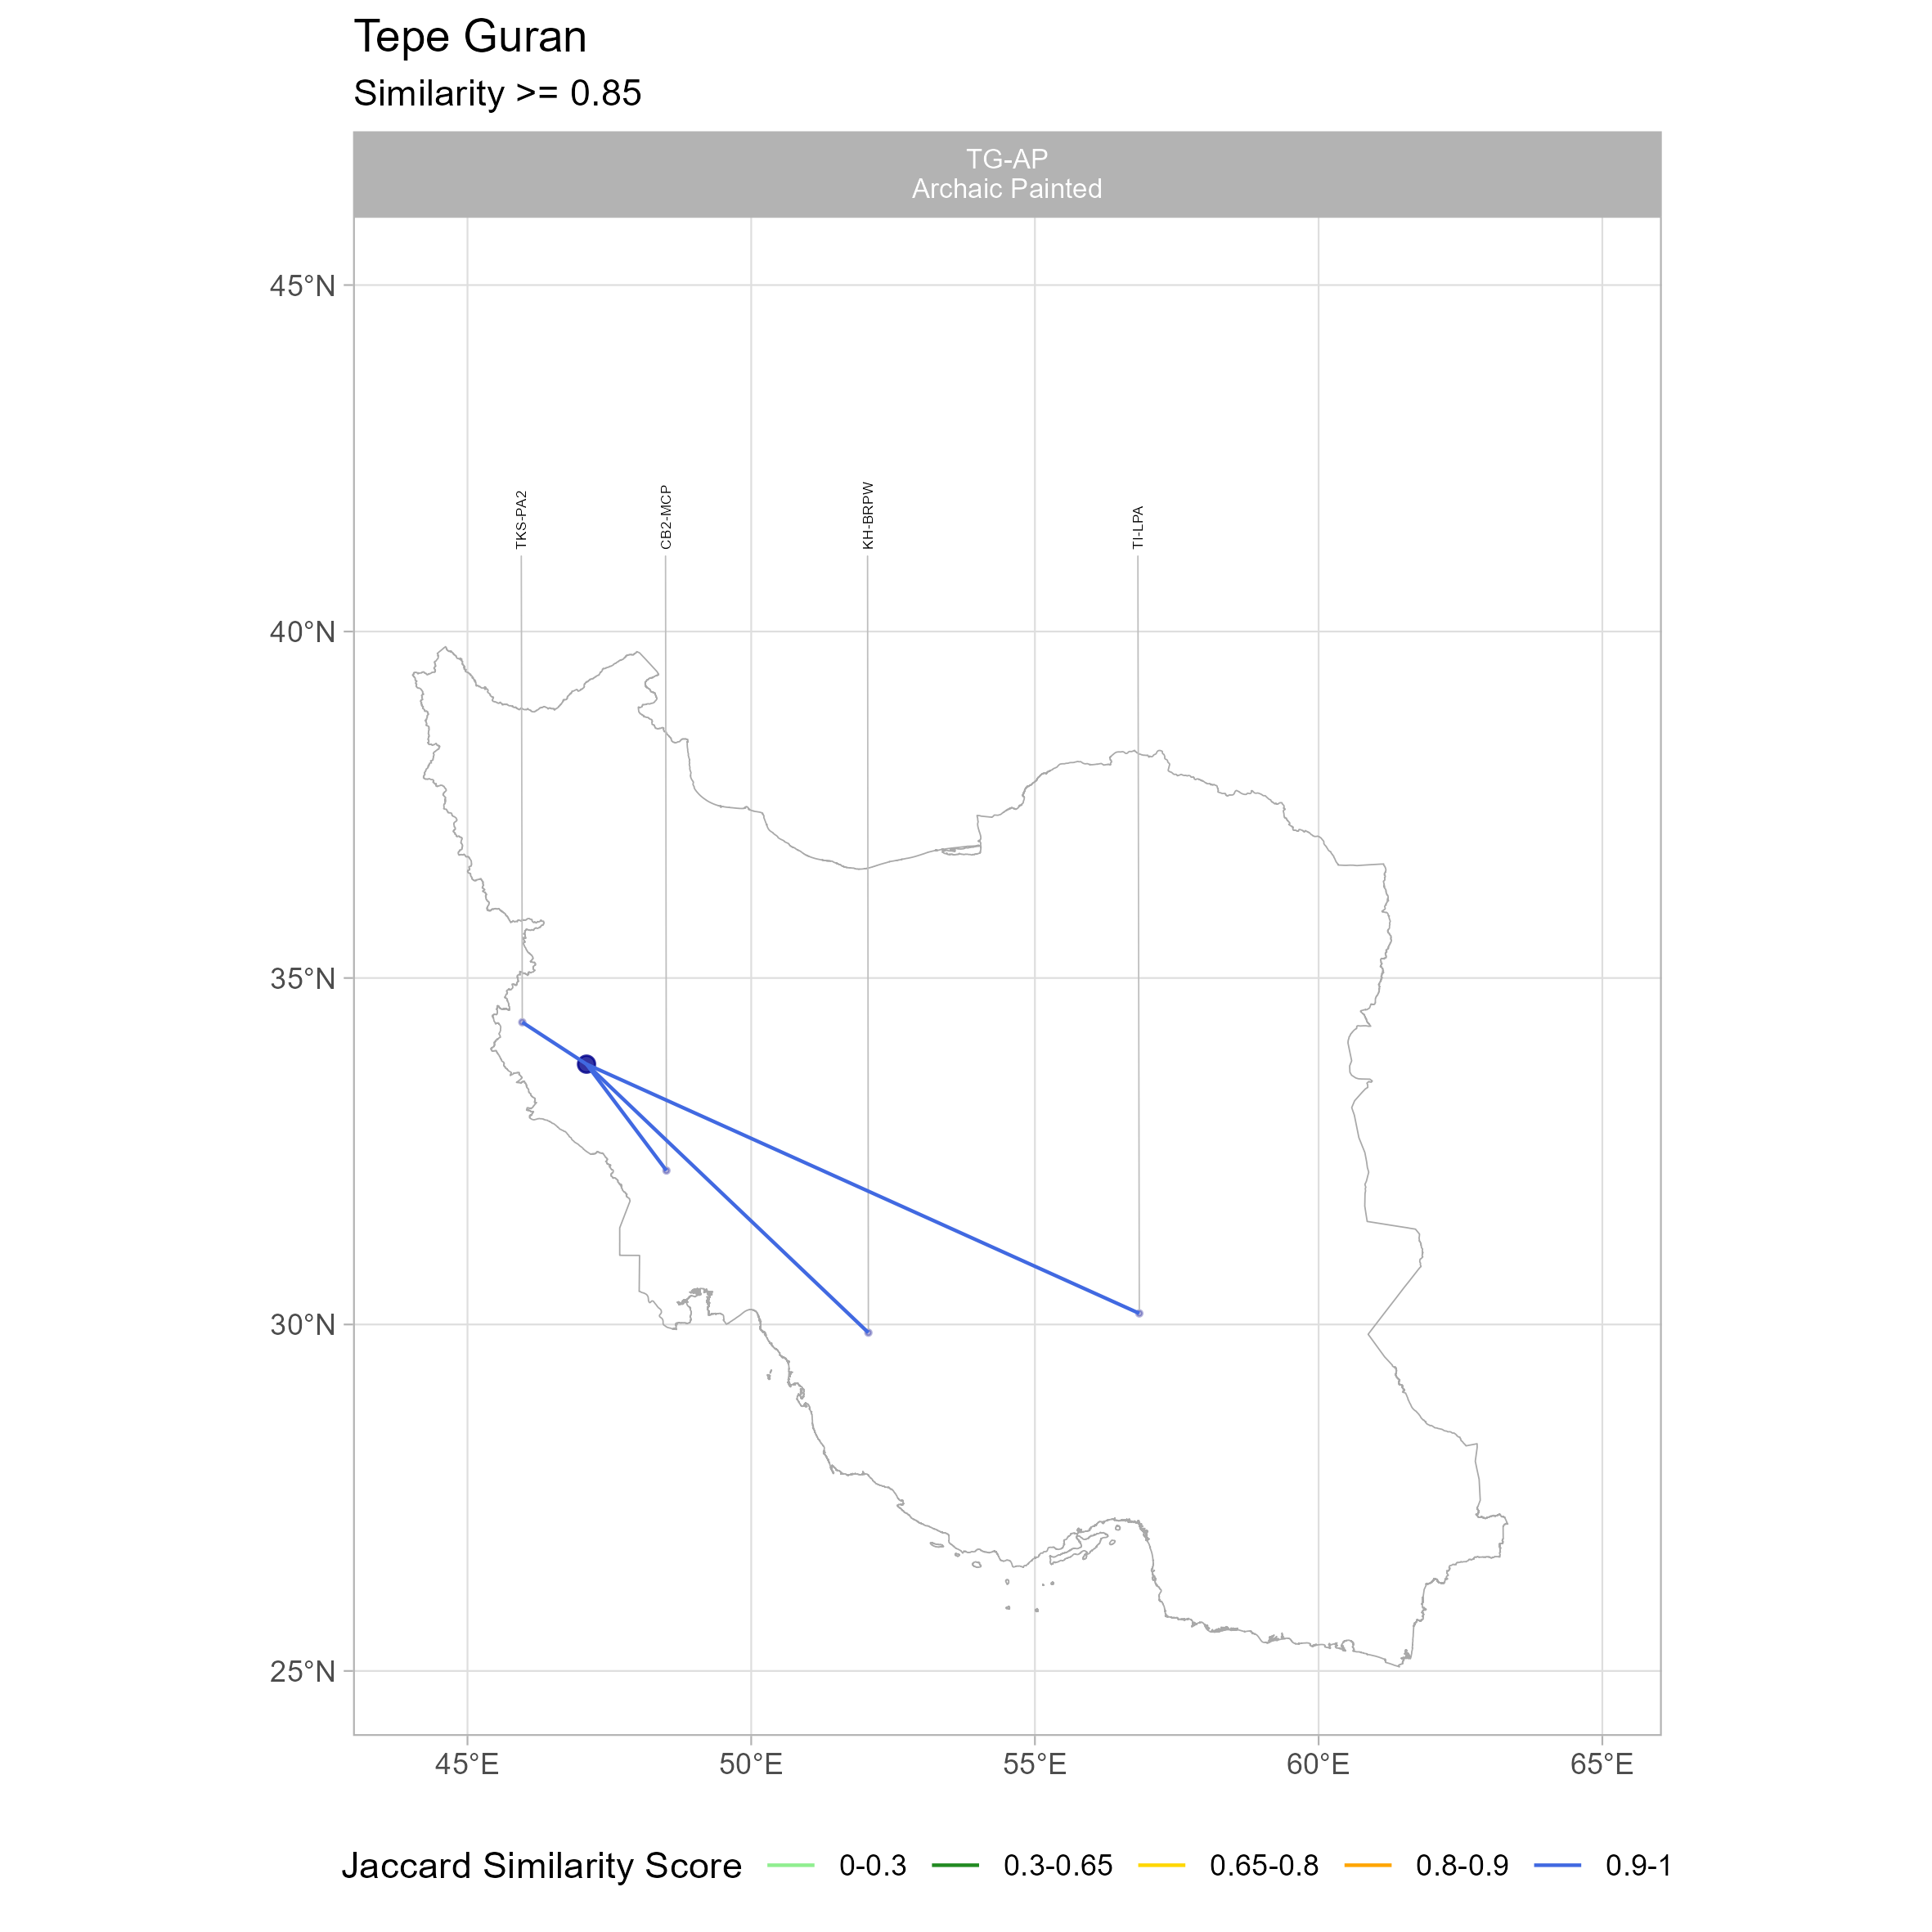 Tepe Guran
Similarity >= 0.85
TG-AP
Archaic Painted
45°N
40°N
35°N
30°N
25°N
TKS-PA2
CB2-MCP
KH-BRPW
TI-LPA
45°E
50°E
55°E
60°E
65°E
Jaccard Similarity Score
0-0.3
0.3-0.65
0.65-0.8
0.8-0.9
0.9-1